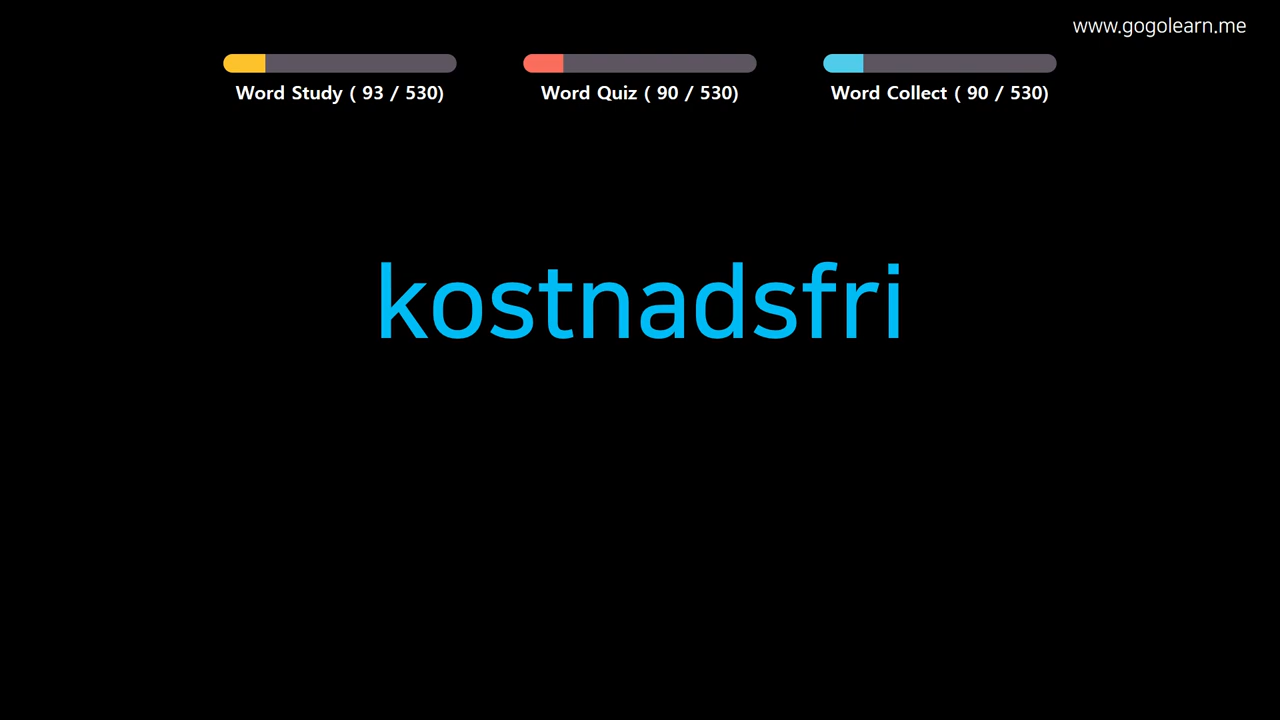 www.gogolearn.me
Word Study ( 93 / 530)
Word Quiz ( 90 / 530)
Word Collect ( 90 / 530)
kostnadsfri